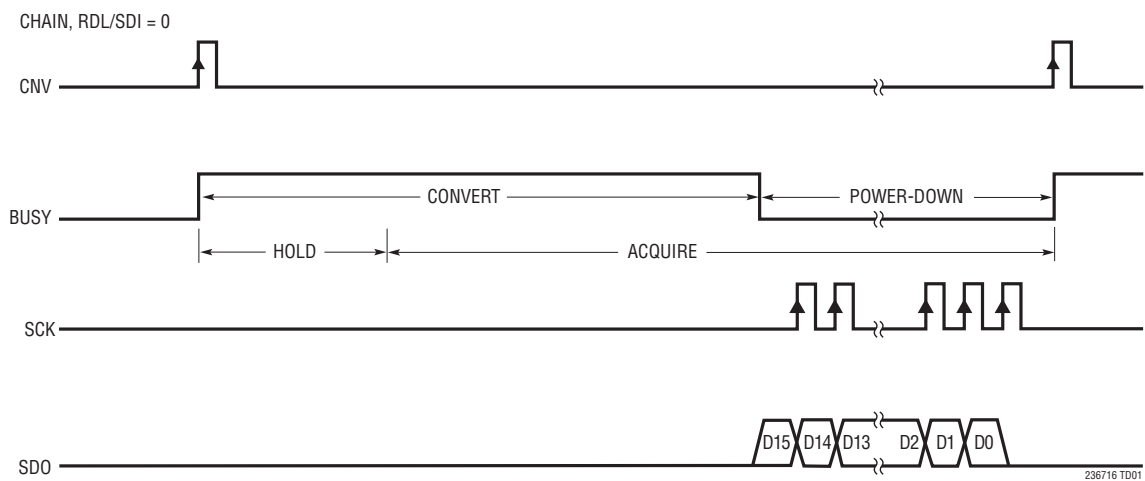 CHAIN, RDL/SDI = 0
CNV
CONVERT
POWER-DOWN
BUSY
HOLD
ACQUIRE
SCK
D15 D14 D13 D2 D1 D0
SDO
236716 TD01